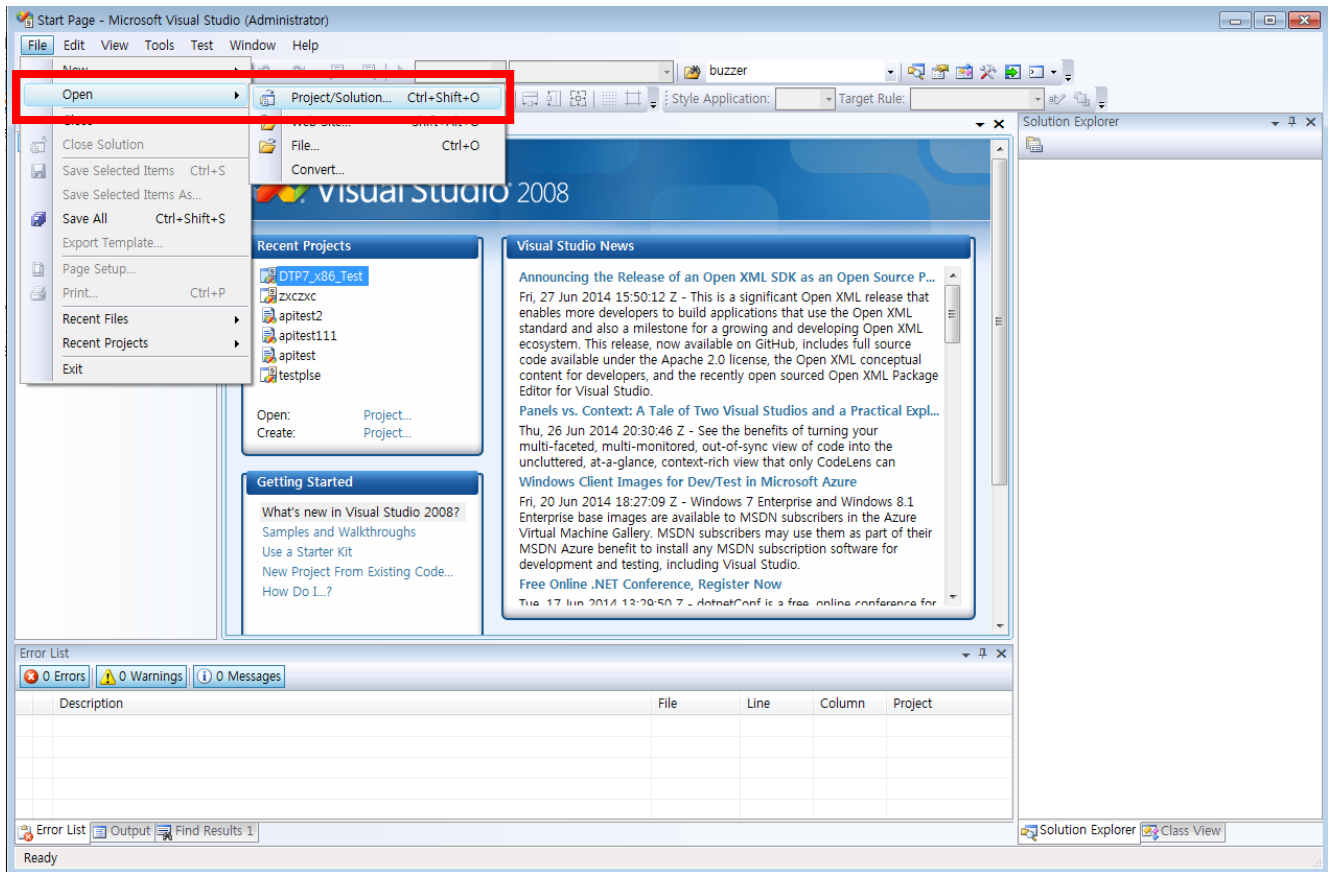 Start Page - Microsoft Visual Studio (Administrator)
File Edit View Tools Test Window Help
buzzer
Open
Project/Solution... Ctrl+Shift+O
Style Application:
Target Rule:
Solution Explorer
Close Solution
File... Ctrl+O
Save Selected Items Ctrl+S
Convert...
Save Selected Items As...
Visual Studio 2008
Save All Ctrl+Shift+S
Export Template...
Page Setup...
Print... Ctrl+P
Recent Files
Recent Projects
Exit
Recent Projects
DTP7_x86_Test
zxczxc
apitest2
apitest111
apitest
testplse
Open: Project...
Create: Project...
Getting Started
What's new in Visual Studio 2008?
Samples and Walkthroughs
Use a Starter Kit
New Project From Existing Code...
How Do I...?
Visual Studio News
Announcing the Release of an Open XML SDK as an Open Source P...
Fri, 27 Jun 2014 15:50:12 Z - This is a significant Open XML release that
enables more developers to build applications that use the Open XML
standard and also a milestone for a growing and developing Open XML
ecosystem. This release, now available on GitHub, includes full source
code available under the Apache 2.0 license, the Open XML conceptual
content for developers, and the recently open sourced Open XML Package
Editor for Visual Studio.
Panels vs. Context: A Tale of Two Visual Studios and a Practical Expl...
Thu, 26 Jun 2014 20:30:46 Z - See the benefits of turning your
multi-faceted, multi-monitored, out-of-sync view of code into the
uncluttered, at-a-glance, context-rich view that only CodeLens can
Windows Client Images for Dev/Test in Microsoft Azure
Fri, 20 Jun 2014 18:27:09 Z - Windows 7 Enterprise and Windows 8.1
Enterprise base images are available to MSDN subscribers in the Azure
Virtual Machine Gallery. MSDN subscribers may use them as part of their
MSDN Azure benefit to install any MSDN subscription software for
development and testing, including Visual Studio.
Free Online .NET Conference, Register Now
Tue, 17 Jun 2014 13:29:50 Z - dotnetConf is a free, online conference for
Error List
0 Errors 0 Warnings 0 Messages
Description File Line Column Project
Error List Output Find Results 1
Solution Explorer Class View
Ready